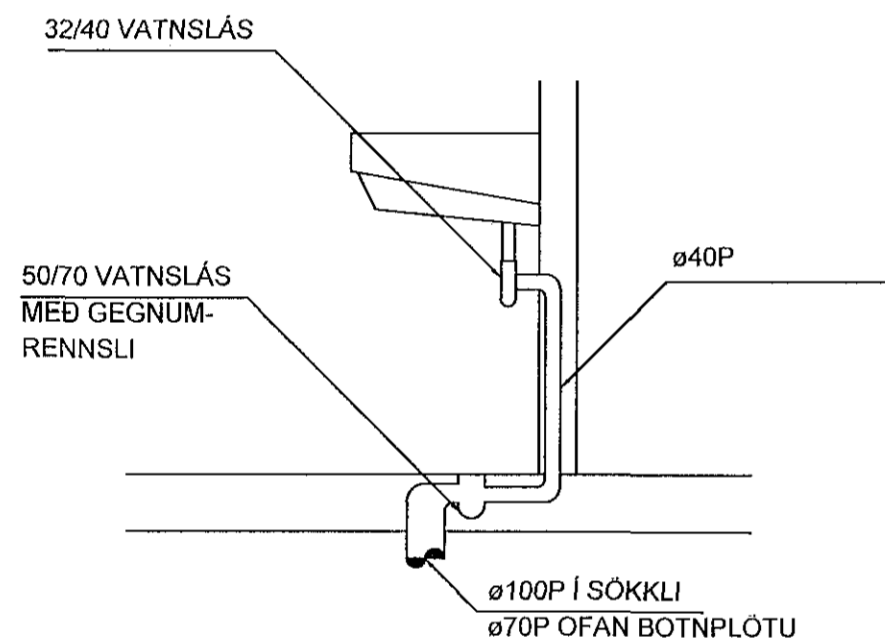 32/40 VATNSLÁS
50/70 VATNSLÁS
MEÐ GEGNUM-
RENNSLI
ø40P
ø100P Í SÖKKLI
ø70P OFAN BOTNPLÖTU